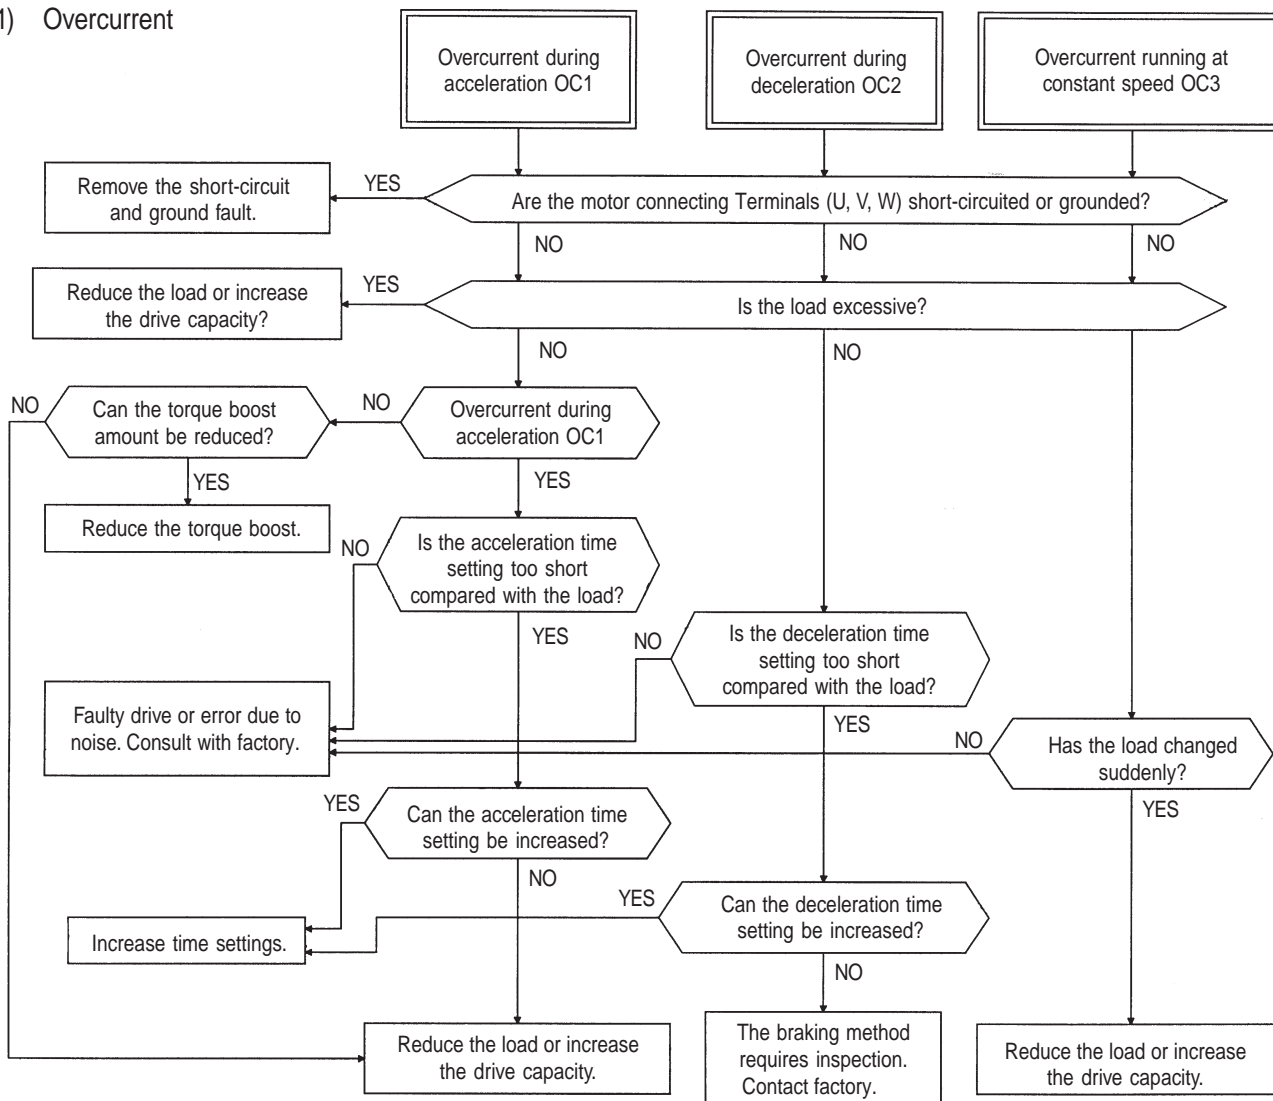 1) Overcurrent
Overcurrent during
acceleration OC1
Overcurrent during
deceleration OC2
Overcurrent running at
constant speed OC3
Remove the short-circuit
and ground fault.
YES
Are the motor connecting Terminals (U, V, W) short-circuited or grounded?
NO
NO
NO
Reduce the load or increase
the drive capacity?
YES
Is the load excessive?
NO
NO
NO
Can the torque boost
amount be reduced?
NO
Overcurrent during
acceleration OC1
YES
YES
Reduce the torque boost.
NO
Is the acceleration time
setting too short
compared with the load?
YES
NO
Is the deceleration time
setting too short
compared with the load?
YES
Faulty drive or error due to
noise. Consult with factory.
NO
Has the load changed
suddenly?
YES
YES
Can the acceleration time
setting be increased?
NO
YES
Can the deceleration time
setting be increased?
NO
Increase time settings.
Reduce the load or increase
the drive capacity.
The braking method
requires inspection.
Contact factory.
Reduce the load or increase
the drive capacity.